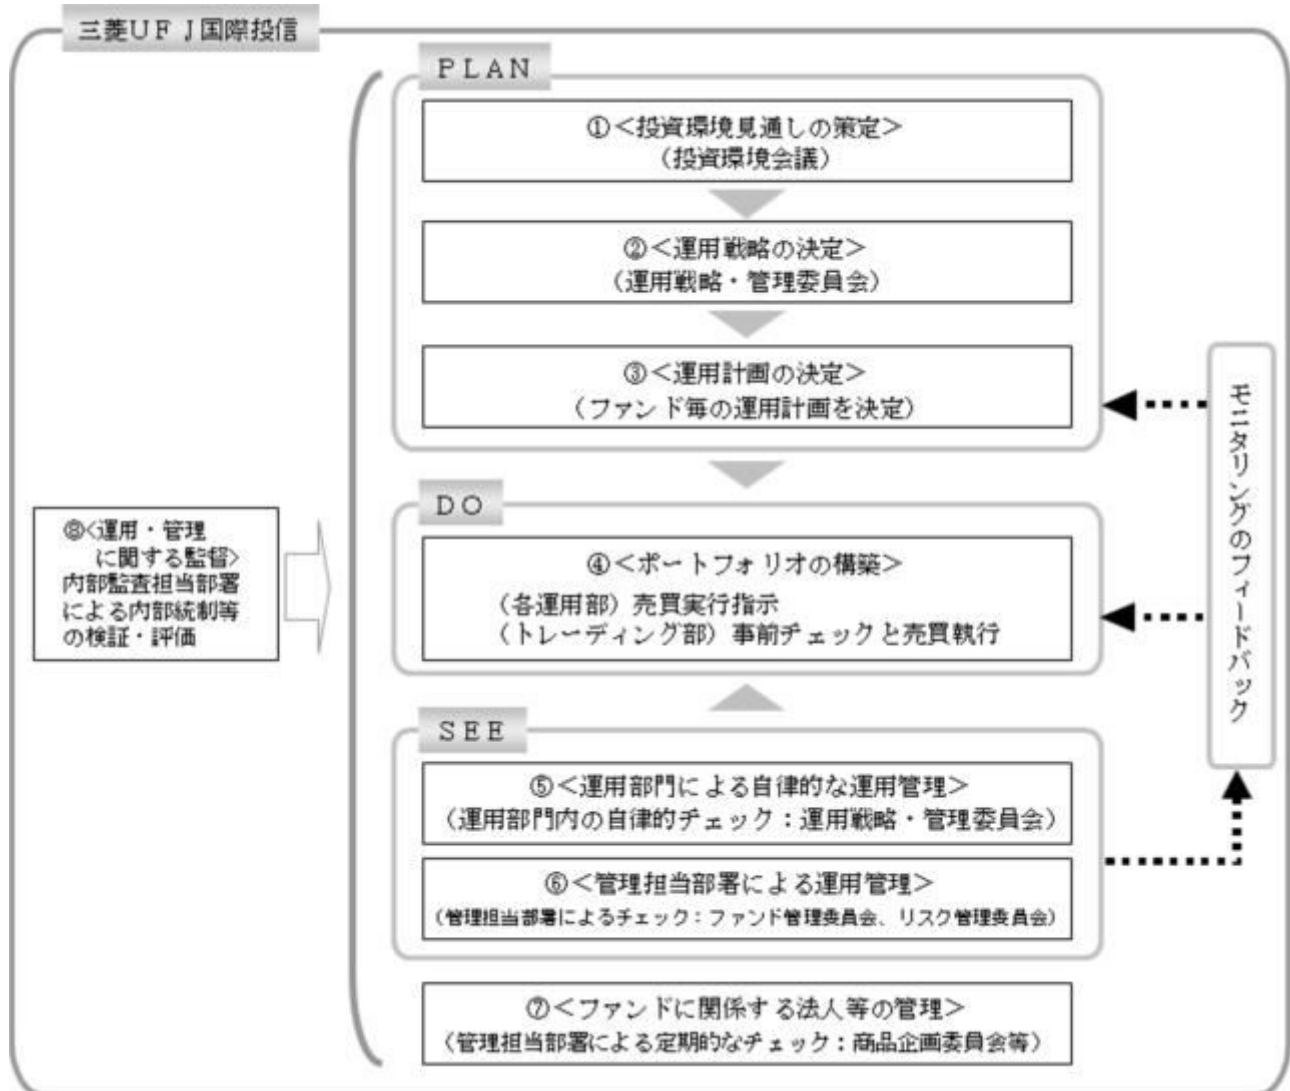 三菱ＵＦＪ国際投信
ＰＬＡＮ
①＜投資環境見通しの策定＞
（投資環境会議）
②＜運用戦略の決定＞
（運用戦略・管理委員会）
③＜運用計画の決定＞
（ファンド毎の運用計画を決定）
ＤＯ
④＜ポートフォリオの構築＞
（各運用部）売買実行指示
（トレーディング部）事前チェックと売買執行
ＳＥＥ
⑤＜運用部門による自律的な運用管理＞
（運用部門内の自律的チェック：運用戦略・管理委員会）
⑥＜管理担当部署による運用管理＞
（管理担当部署によるチェック：ファンド管理委員会、リスク管理委員会）
⑦＜ファンドに関係する法人等の管理＞
（管理担当部署による定期的なチェック：商品企画委員会等）
⑧<運用・管理
に関する監督>
内部監査担当部署
による内部統制等
の検証・評価
モニタリングのフィードバック